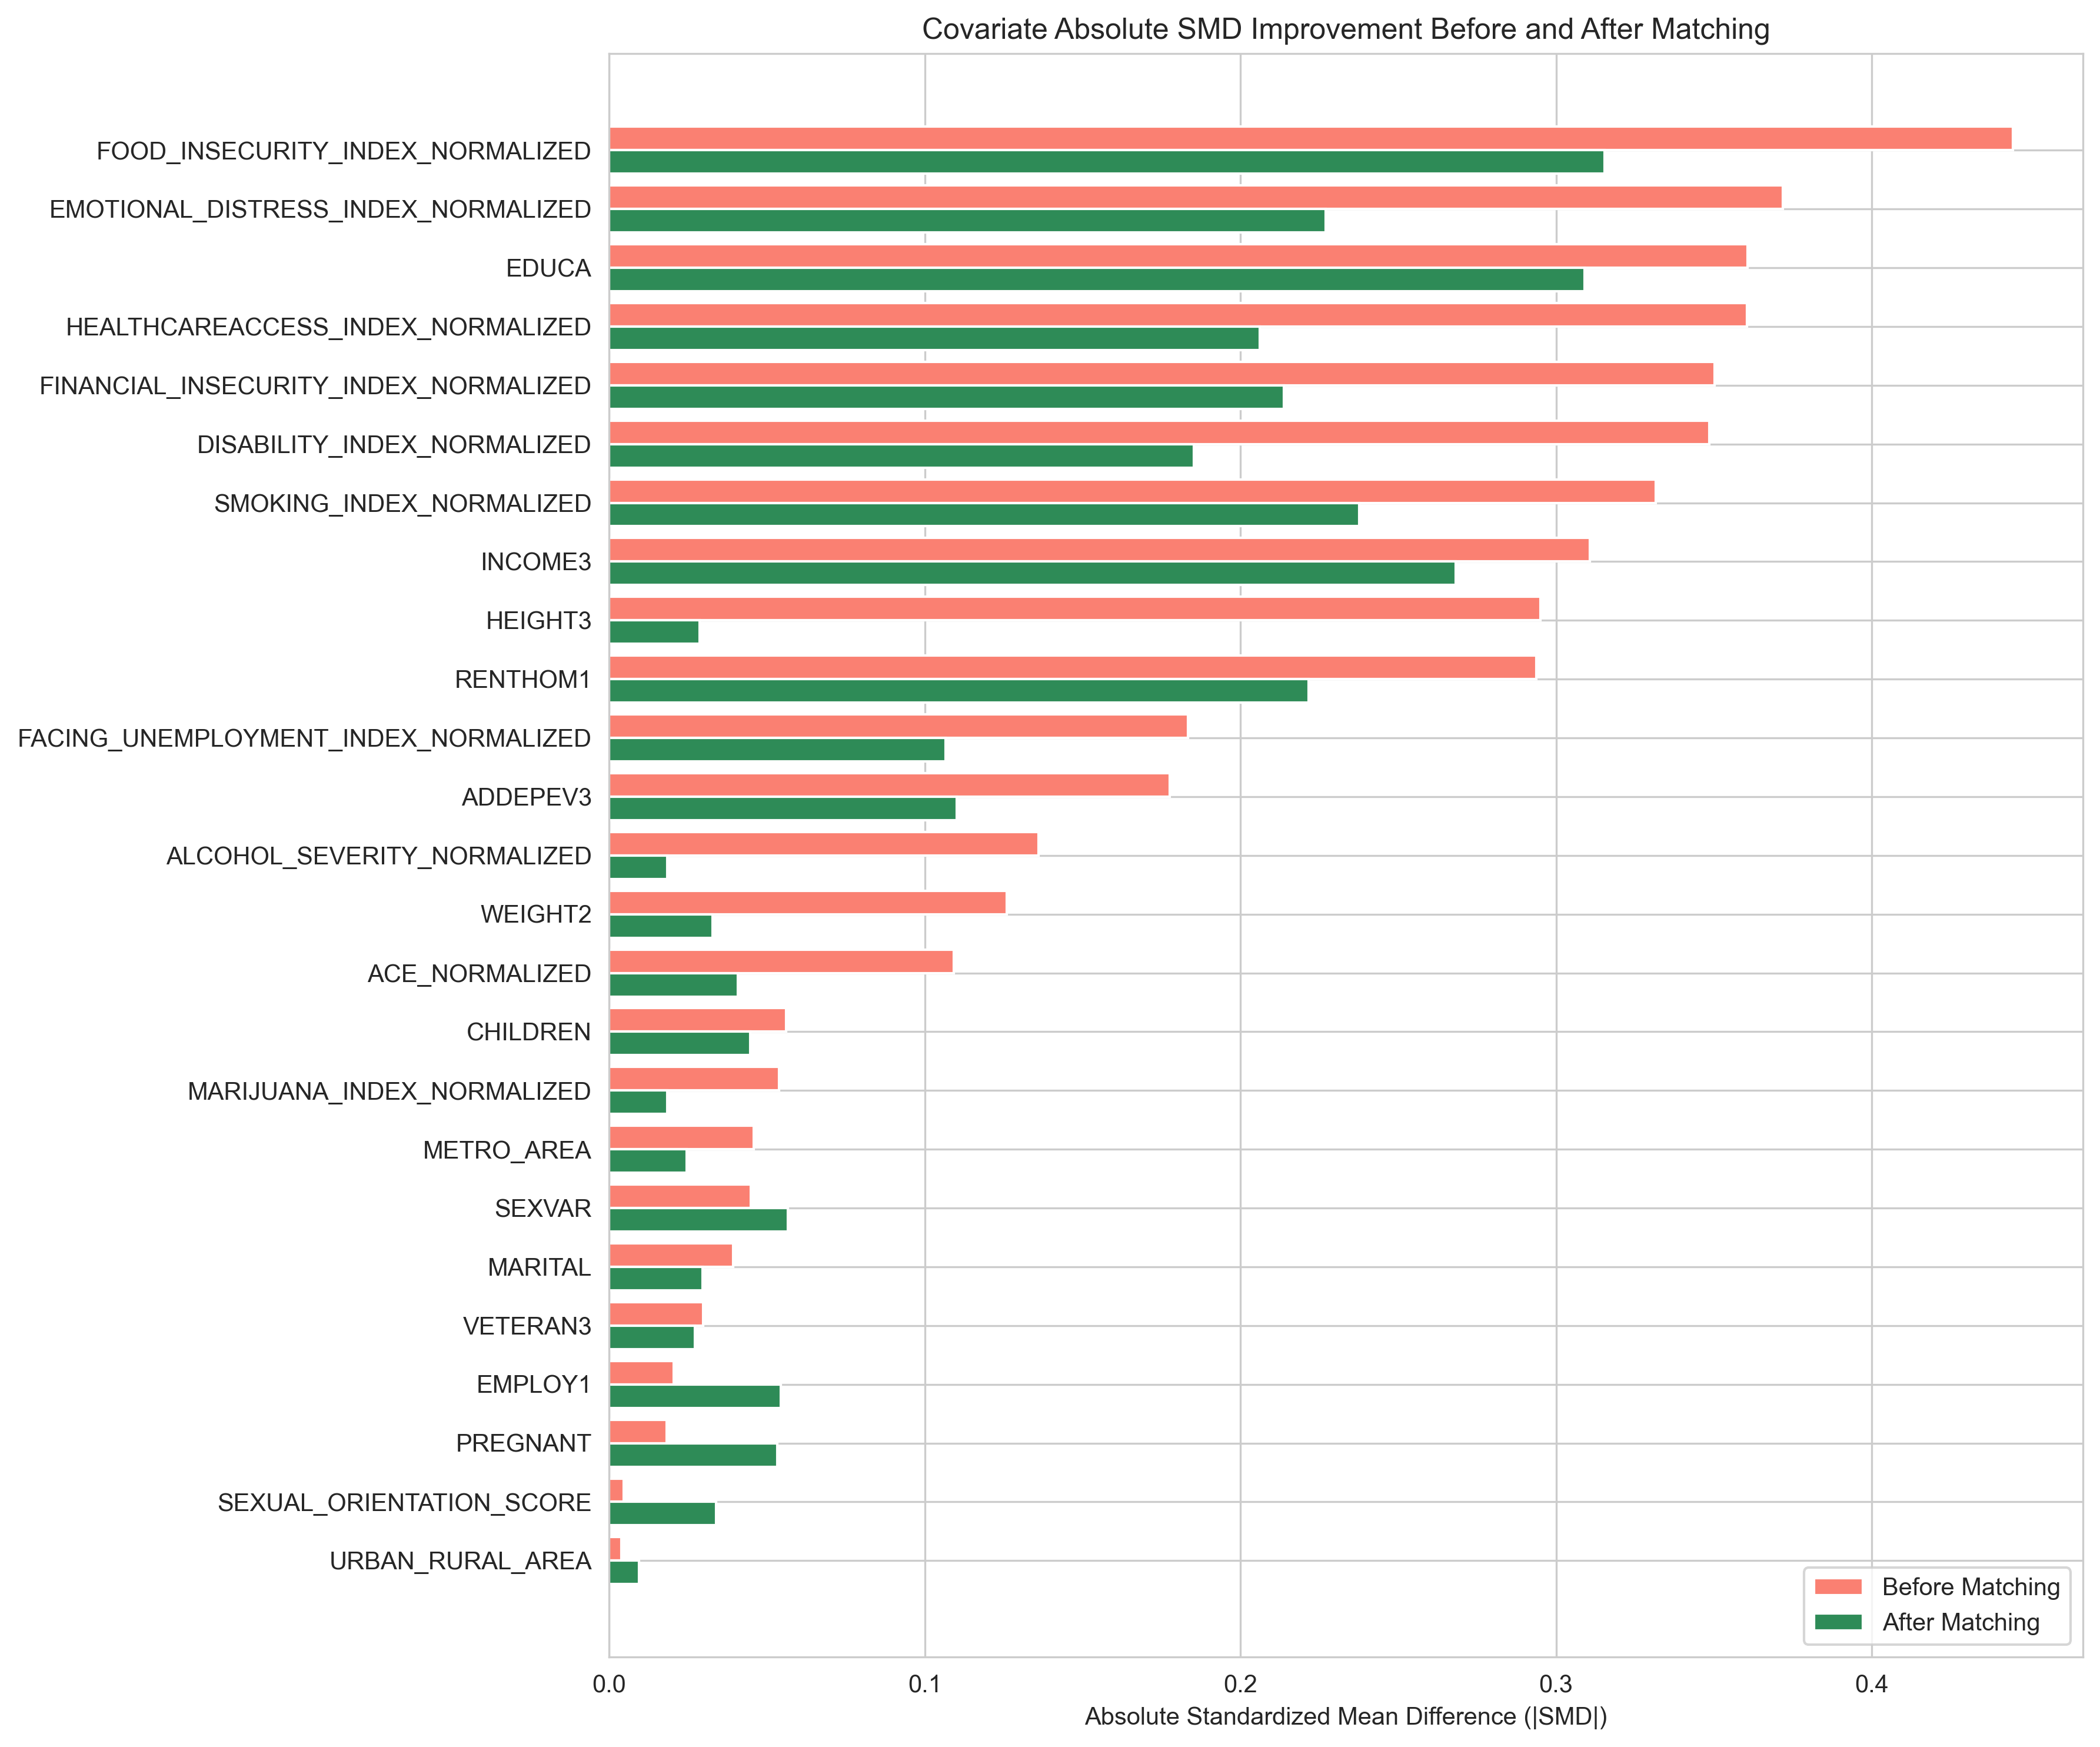 Covariate Absolute SMD Improvement Before and After Matching
FOOD_INSECURITY_INDEX_NORMALIZED
EMOTIONAL_DISTRESS_INDEX_NORMALIZED
EDUCA
HEALTHCAREACCESS_INDEX_NORMALIZED
FINANCIAL_INSECURITY_INDEX_NORMALIZED
DISABILITY_INDEX_NORMALIZED
SMOKING_INDEX_NORMALIZED
INCOME3
HEIGHT3
RENTHOM1
FACING_UNEMPLOYMENT_INDEX_NORMALIZED
ADDEPEV3
ALCOHOL_SEVERITY_NORMALIZED
WEIGHT2
ACE_NORMALIZED
CHILDREN
MARIJUANA_INDEX_NORMALIZED
METRO_AREA
SEXVAR
MARITAL
VETERAN3
EMPLOY1
PREGNANT
SEXUAL_ORIENTATION_SCORE
URBAN_RURAL_AREA
Before Matching
After Matching
0.0 0.1 0.2 0.3 0.4
Absolute Standardized Mean Difference (|SMD|)